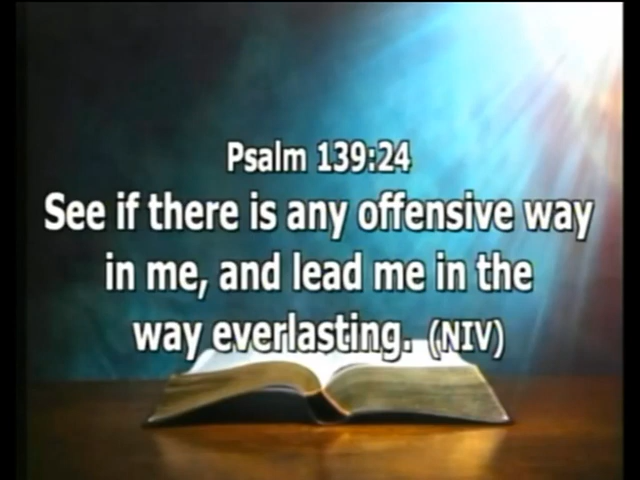 Psalm 139:24
See if there is any offensive way
in me, and lead me in the
way everlasting. (NIV)